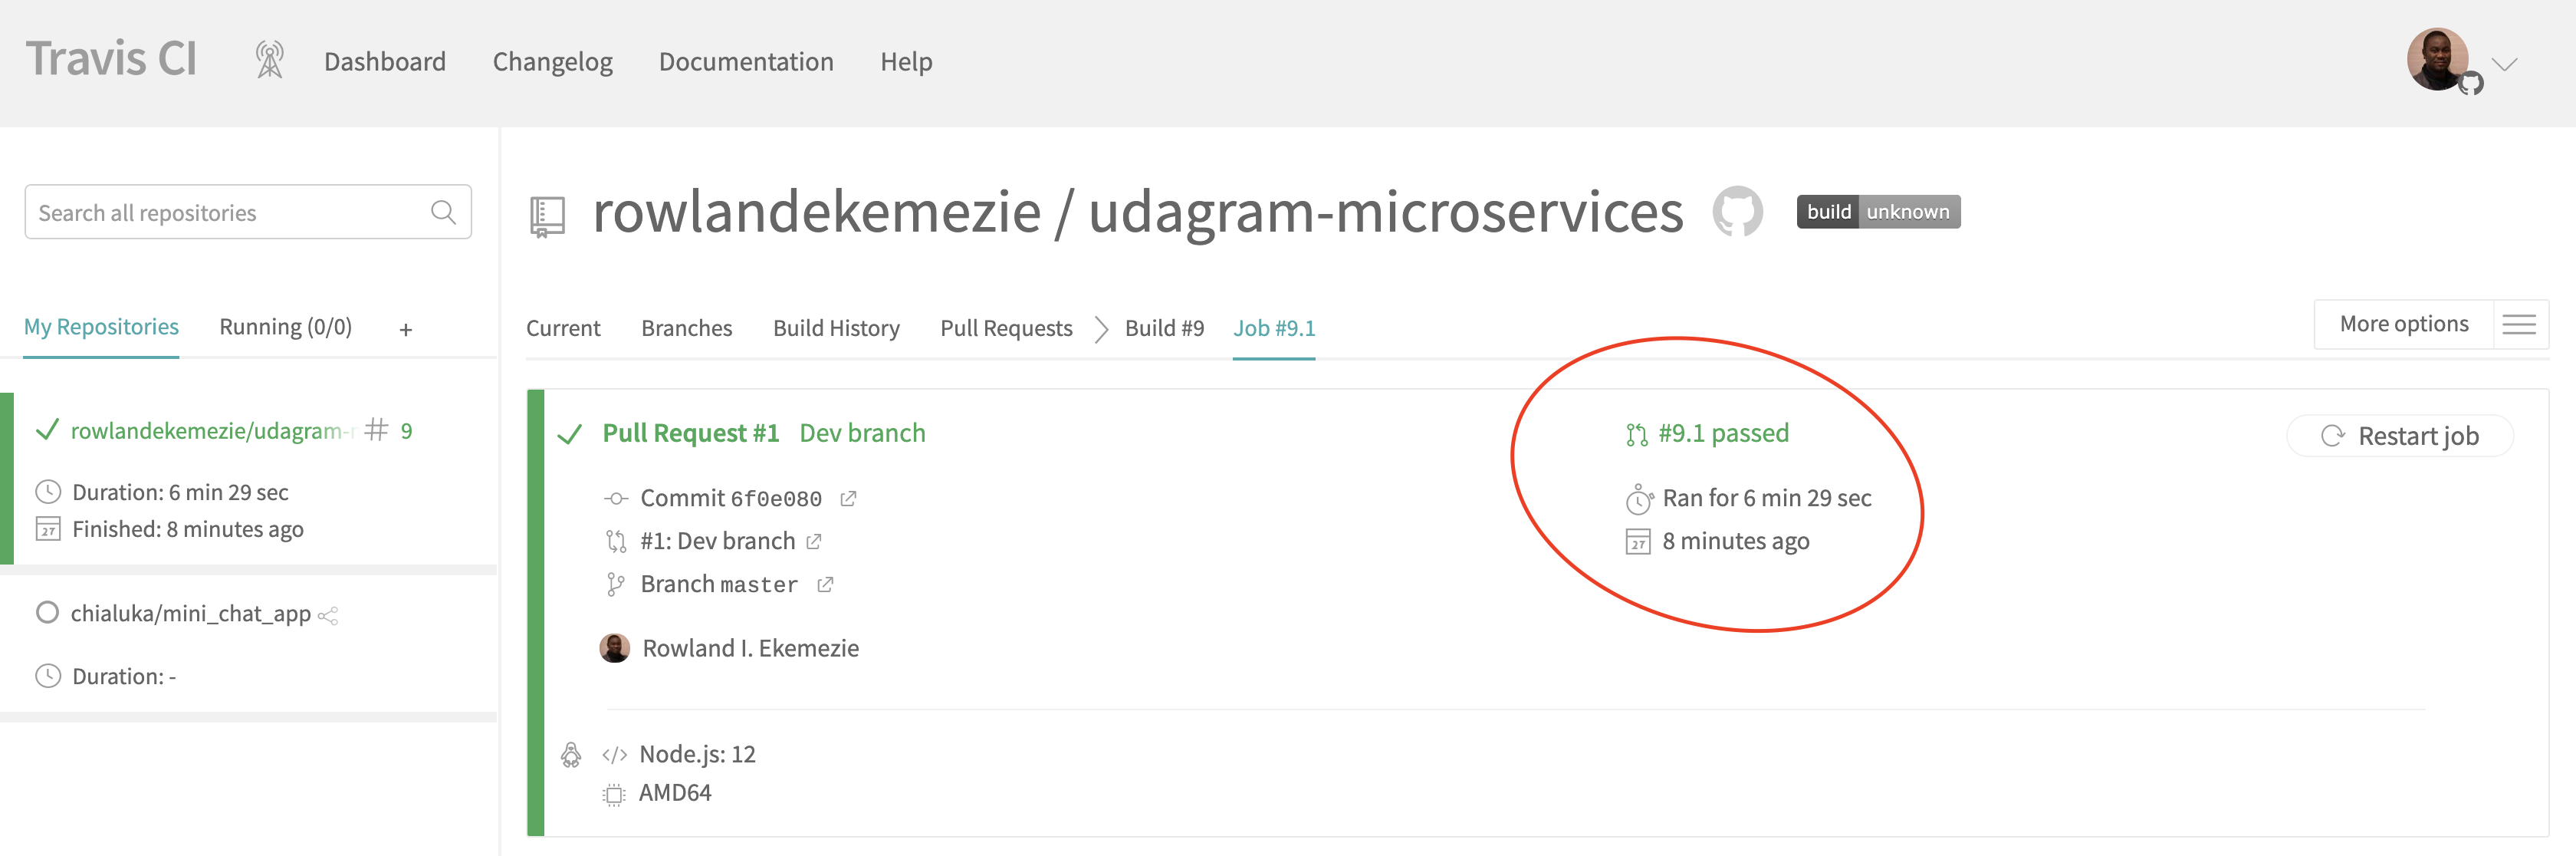 Travis CI
Dashboard
Changelog
Documentation
Help
Search all repositories
My Repositories
Running (0/0)
+
rowlandekemezie/udagram- # 9
Duration: 6 min 29 sec
27 Finished: 8 minutes ago
chialuka/mini_chat_app
Duration: -
rowlandekemezie / udagram-microservices
build unknown
Current
Branches
Build History
Pull Requests
Build #9
Job #9.1
More options
Pull Request #1 Dev branch
Commit 6f0e080
#1: Dev branch
Branch master
Rowland I. Ekemezie
#9.1 passed
Ran for 6 min 29 sec
27 8 minutes ago
Restart job
</> Node.js: 12
AMD64